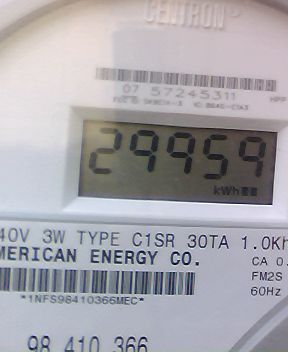 CENTRON®
07 57245311
29959
kWh
40V 3W TYPE C1SR 30TA 1.0Kh
MERICAN ENERGY CO.
CA 0.
FM2S
60Hz
*1NFS98410366MEC*
98 410 366